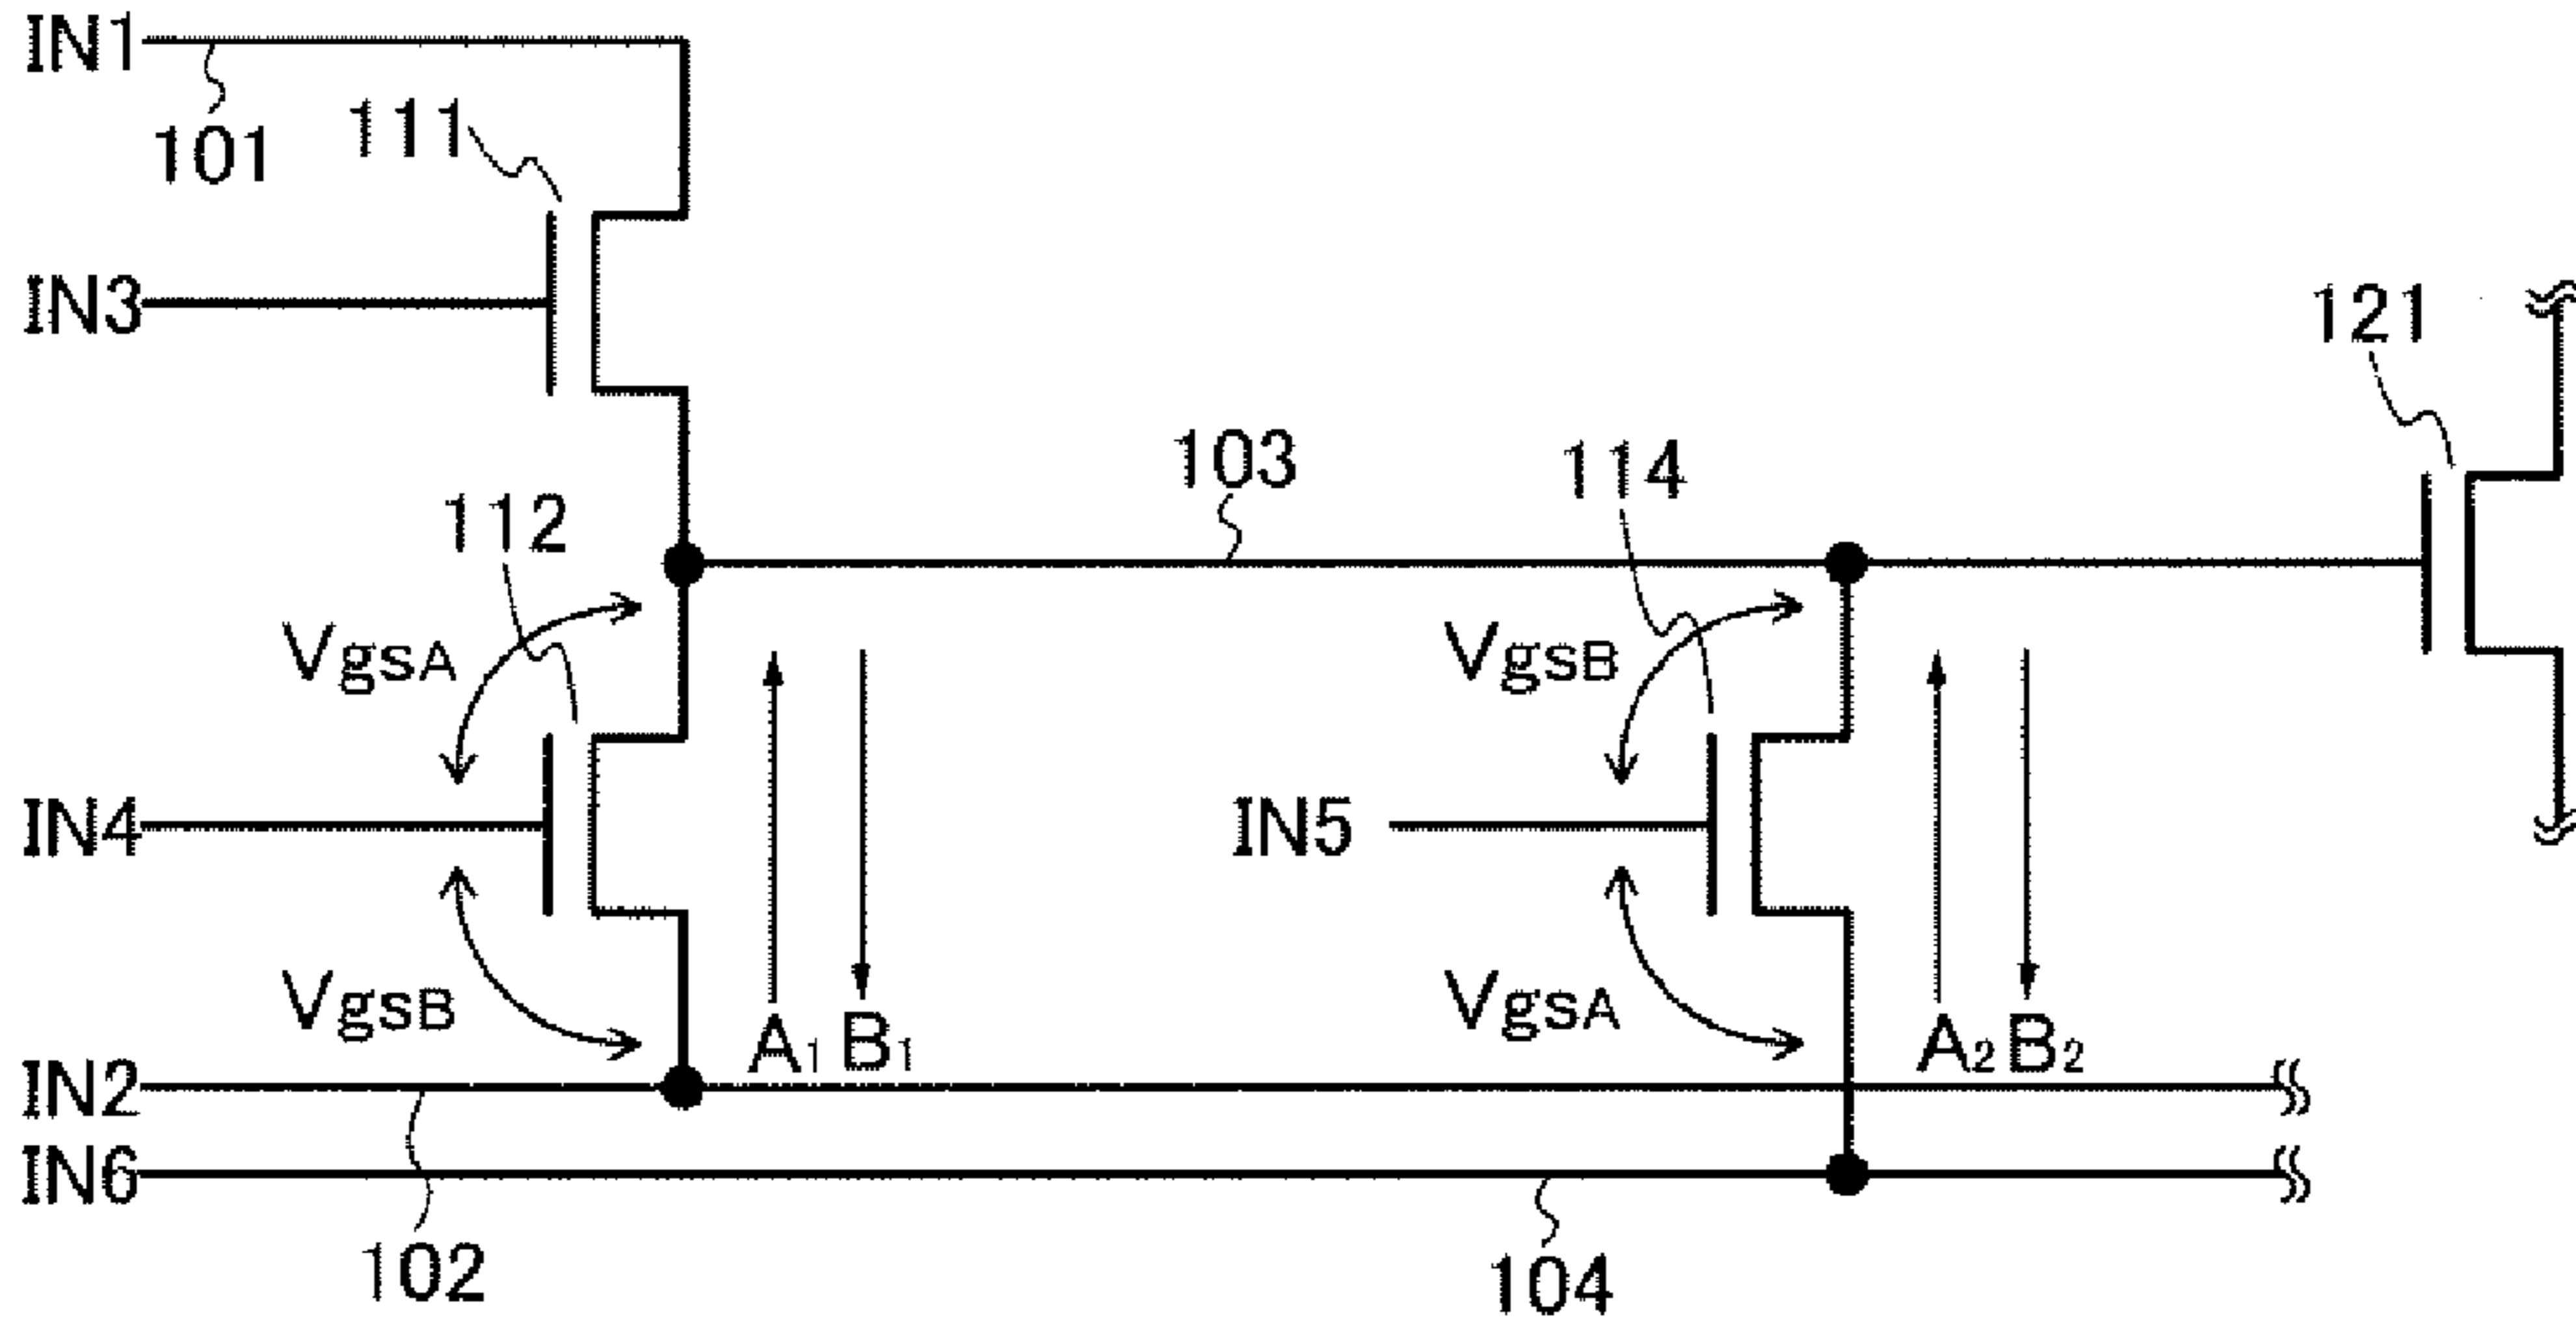 IN1
101
111
IN3
121
103
114
112
VgsA
VgsB
IN4
IN5
VgsB
VgsA
A1 B1
A2 B2
IN2
IN6
102
104